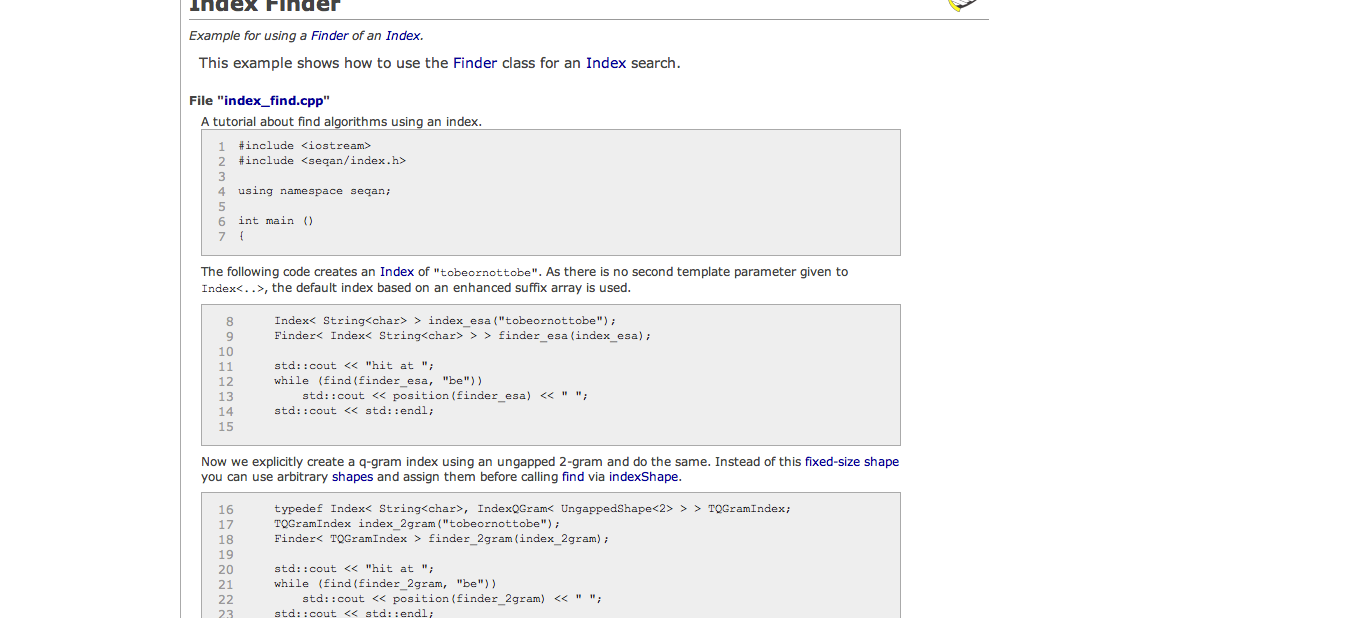 Index Finder
Example for using a Finder of an Index.
This example shows how to use the Finder class for an Index search.
File "index_find.cpp"
A tutorial about find algorithms using an index.
1 #include <iostream>
2 #include <seqan/index.h>
3
4 using namespace seqan;
5
6 int main ()
7 {
The following code creates an Index of "tobeornottobe". As there is no second template parameter given to
Index<..>, the default index based on an enhanced suffix array is used.
8 Index< String<char> > index_esa("tobeornottobe");
9 Finder< Index< String<char> > > finder_esa(index_esa);
10
11 std::cout << "hit at ";
12 while (find(finder_esa, "be"))
13 std::cout << position(finder_esa) << " ";
14 std::cout << std::endl;
15
Now we explicitly create a q-gram index using an ungapped 2-gram and do the same. Instead of this fixed-size shape
you can use arbitrary shapes and assign them before calling find via indexShape.
16 typedef Index< String<char>, IndexQGram< UngappedShape<2> > > TQGramIndex;
17 TQGramIndex index_2gram("tobeornottobe");
18 Finder< TQGramIndex > finder_2gram(index_2gram);
19
20 std::cout << "hit at ";
21 while (find(finder_2gram, "be"))
22 std::cout << position(finder_2gram) << " ";
23 std::cout << std::endl;